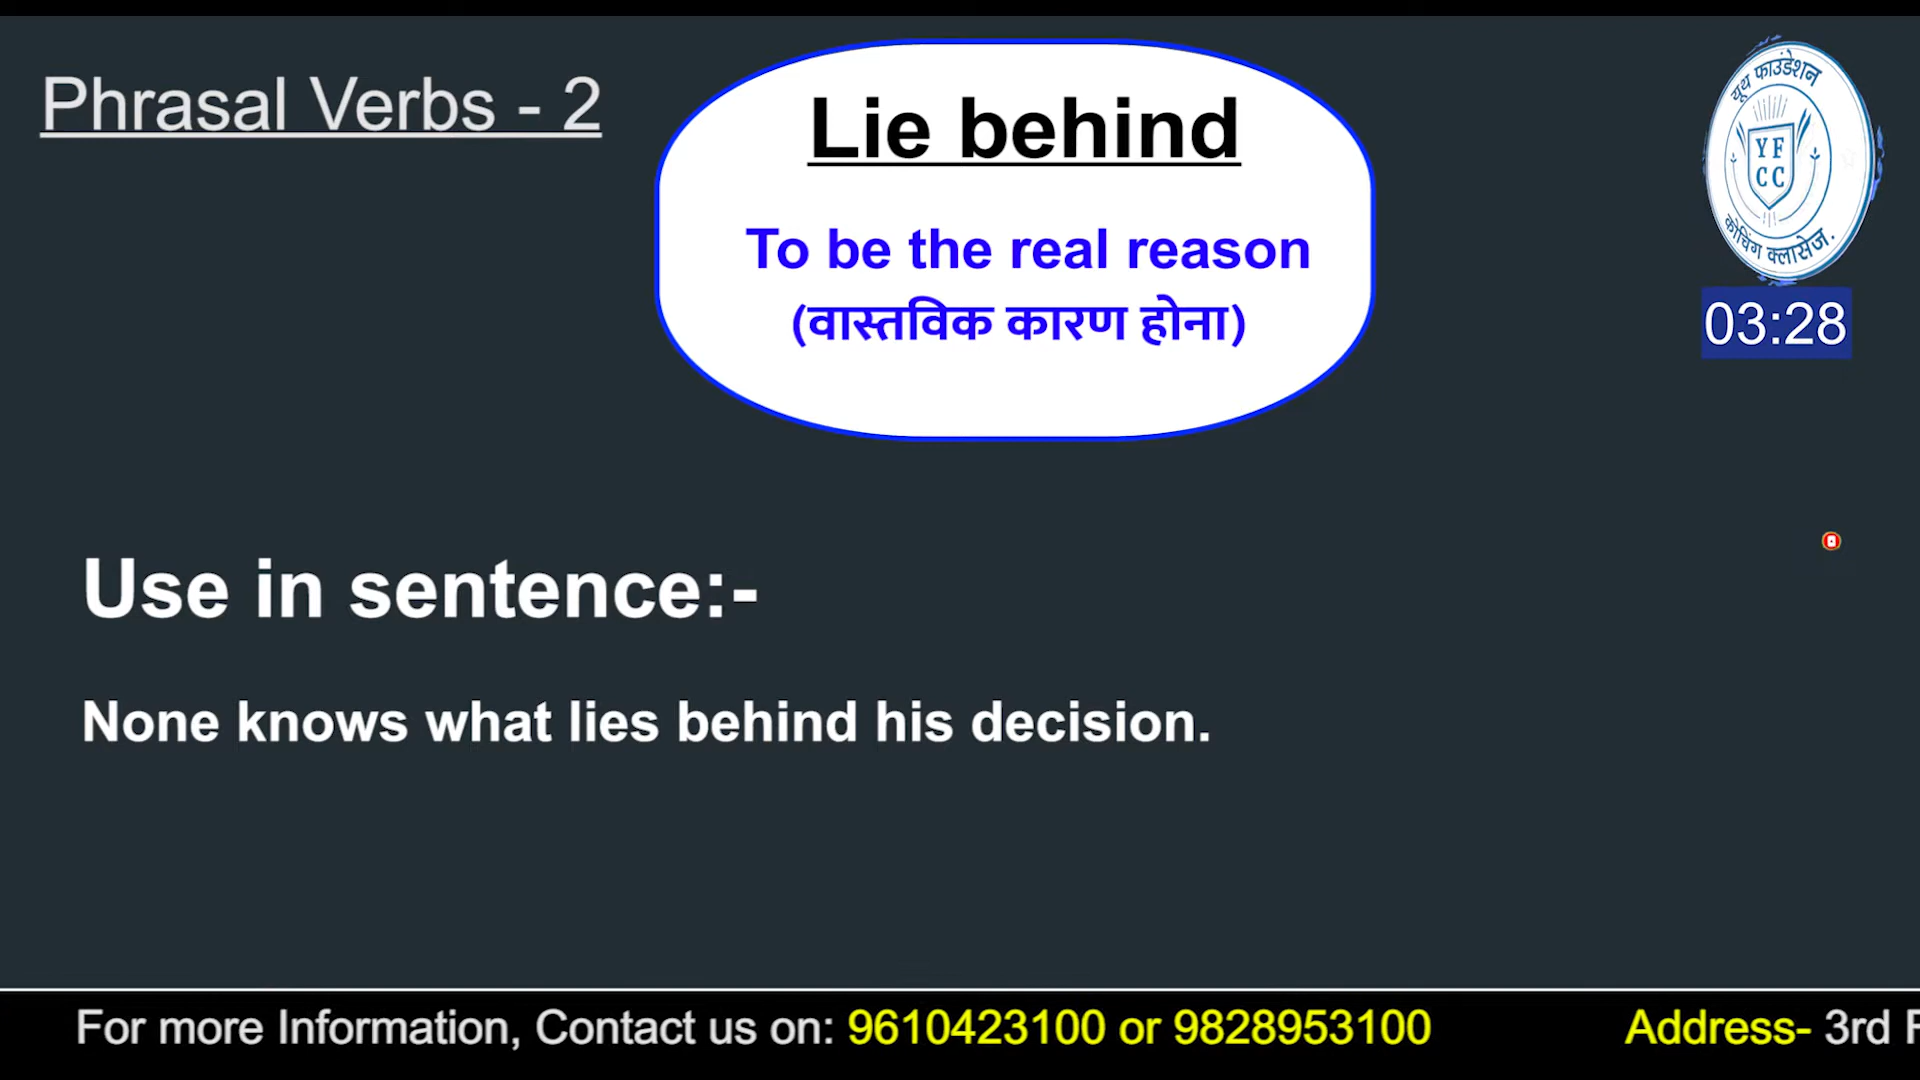 Phrasal Verbs - 2
Lie behind
To be the real reason
(वास्तविक कारण होना)
यूथ फाउंडेशन
Y F
C C
कोचिंग क्लासेज.
03:28
Use in sentence:-
None knows what lies behind his decision.
For more Information, Contact us on: 9610423100 or 9828953100 Address- 3rd